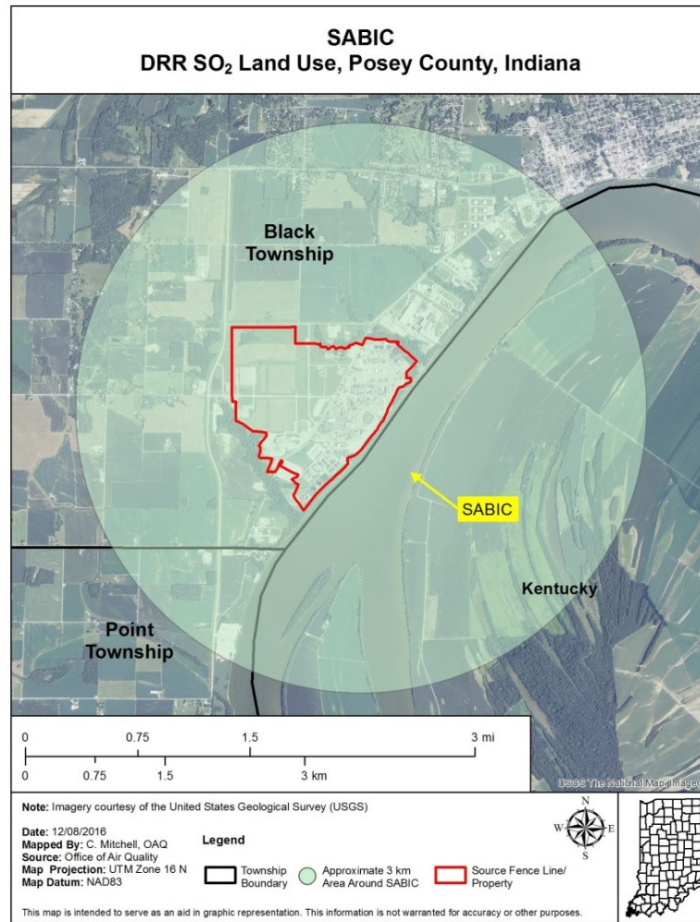 SABIC
DRR SO₂ Land Use, Posey County, Indiana
Black
Township
SABIC
Kentucky
Point
Township
0 0.75 1.5 3 mi
0 0.75 1.5 3 km
USGS The National Map: Imagery
Note: Imagery courtesy of the United States Geological Survey (USGS)
Date: 12/08/2016
Mapped By: C. Mitchell, OAQ
Source: Office of Air Quality
Map Projection: UTM Zone 16 N
Map Datum: NAD83
Legend
Township
Boundary
Approximate 3 km
Area Around SABIC
Source Fence Line/
Property
N
W E
S
This map is intended to serve as an aid in graphic representation. This information is not warranted for accuracy or other purposes.